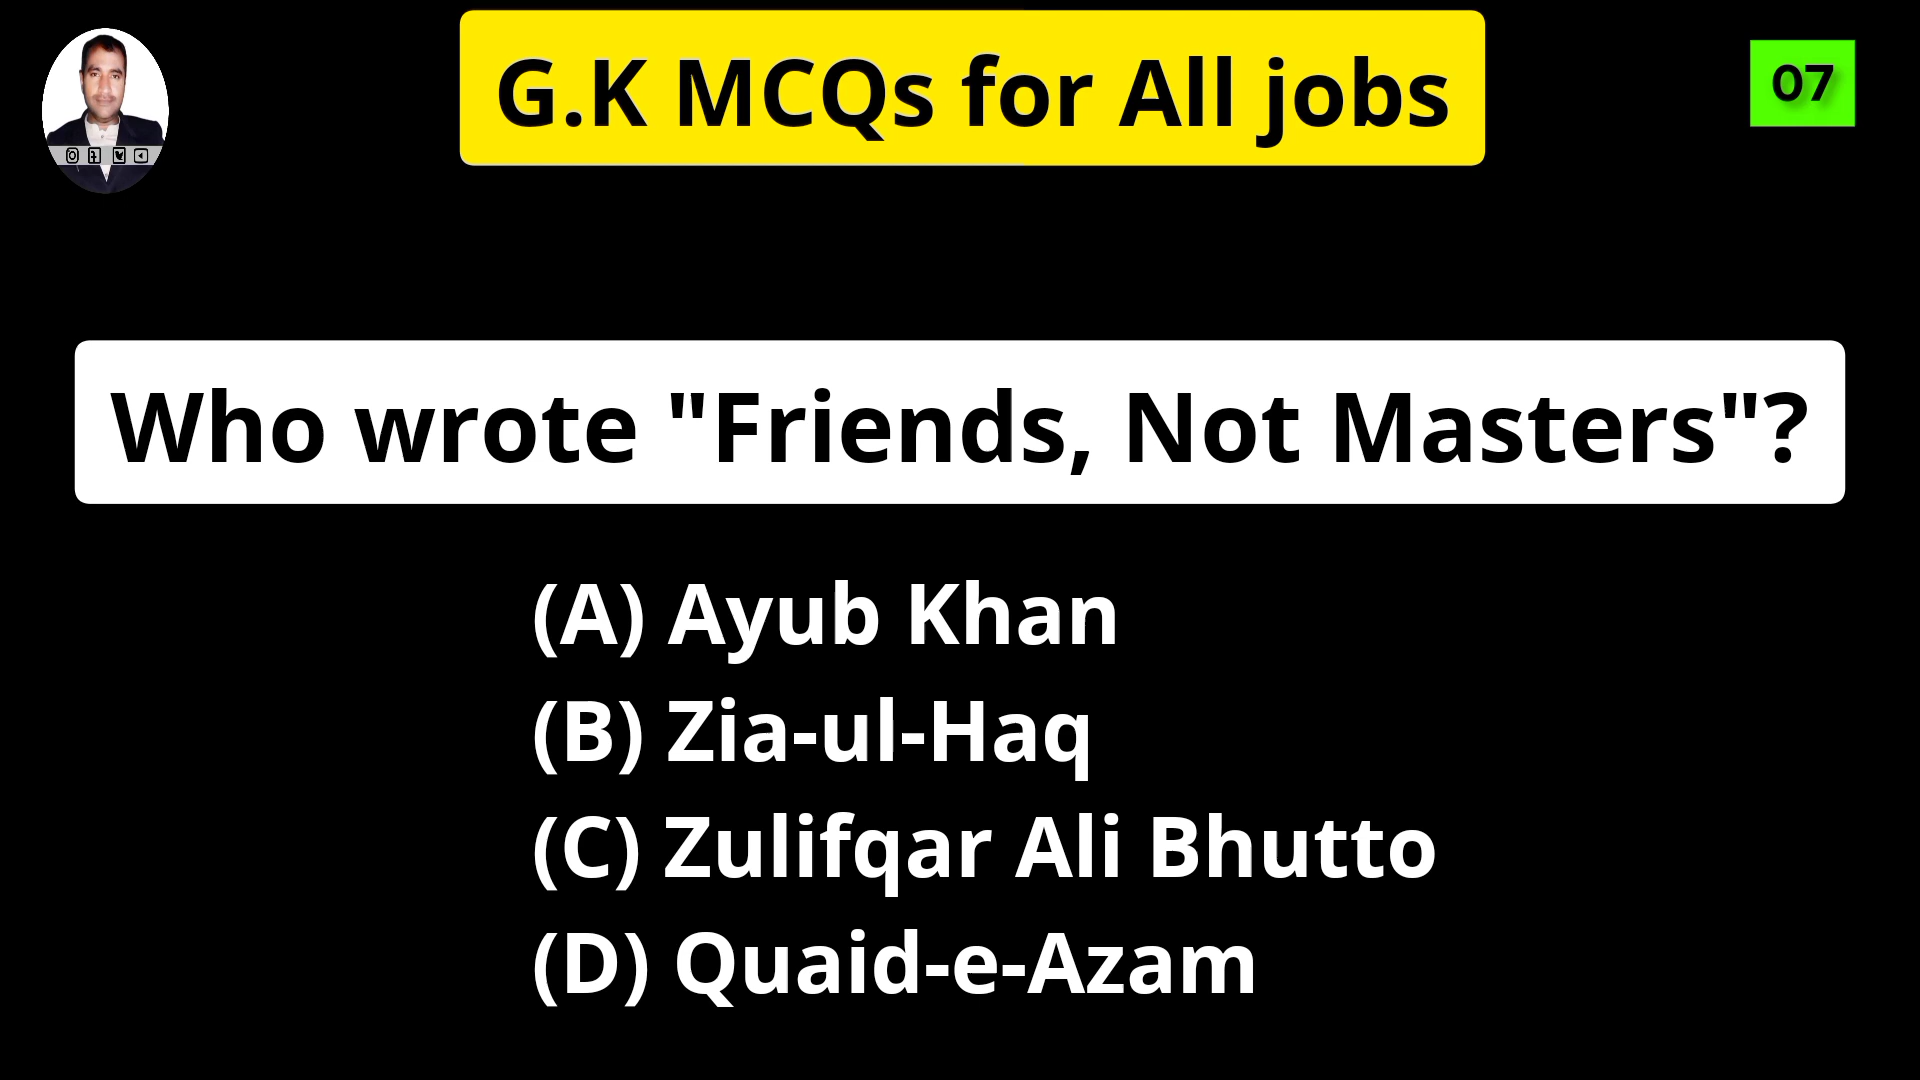 G.K MCQs for All jobs
07
Who wrote "Friends, Not Masters"?
(A) Ayub Khan
(B) Zia-ul-Haq
(C) Zulifqar Ali Bhutto
(D) Quaid-e-Azam